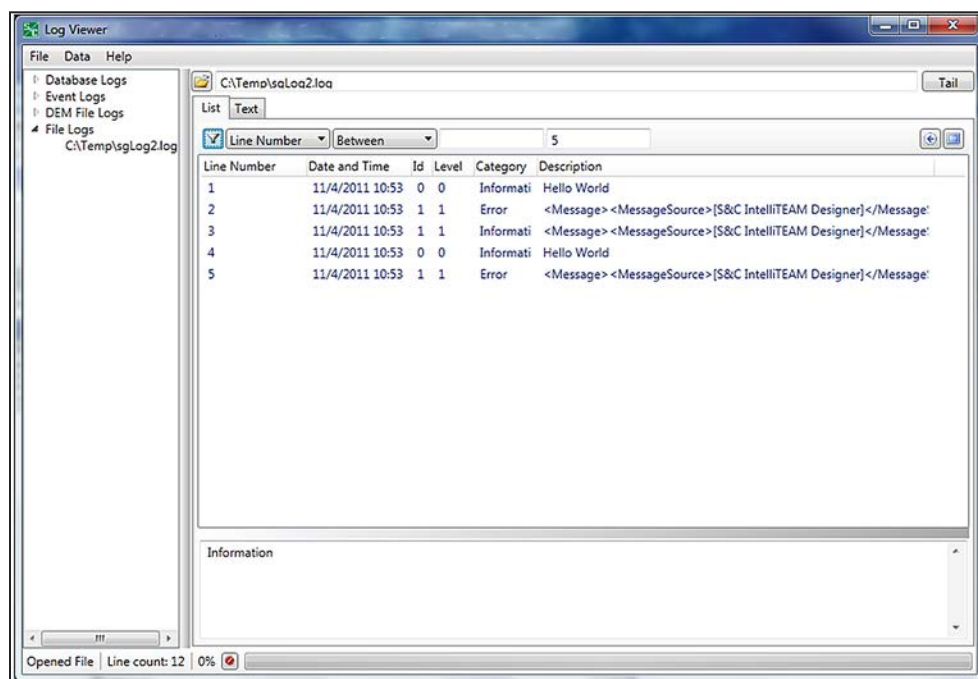 Log Viewer
File Data Help
Database Logs
Event Logs
DEM File Logs
File Logs
C:\Temp\sgLog2.log
C:\Temp\sgLog2.log
Tail
List Text
Line Number Between 5
Line Number Date and Time Id Level Category Description
1 11/4/2011 10:53 0 0 Informati Hello World
2 11/4/2011 10:53 1 1 Error <Message><MessageSource>[S&C IntelliTEAM Designer]</Message
3 11/4/2011 10:53 1 1 Informati <Message><MessageSource>[S&C IntelliTEAM Designer]</Message
4 11/4/2011 10:53 0 0 Informati Hello World
5 11/4/2011 10:53 1 1 Error <Message><MessageSource>[S&C IntelliTEAM Designer]</Message
Information
Opened File Line count: 12 0%